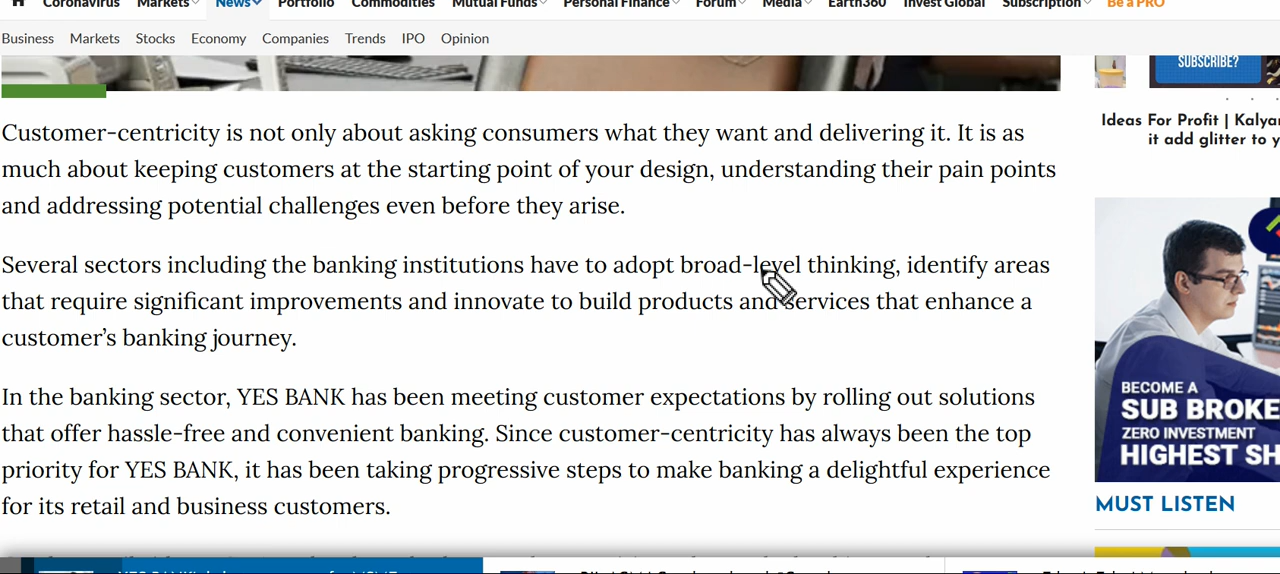 Coronavirus Markets News Portfolio Commodities Mutual Funds Personal Finance Forum Media Earth360 Invest Global Subscription Be a PRO
Business Markets Stocks Economy Companies Trends IPO Opinion
SUBSCRIBE?
Ideas For Profit | Kalya
it add glitter to y
Customer-centricity is not only about asking consumers what they want and delivering it. It is as
much about keeping customers at the starting point of your design, understanding their pain points
and addressing potential challenges even before they arise.
Several sectors including the banking institutions have to adopt broad-level thinking, identify areas
that require significant improvements and innovate to build products and services that enhance a
customer’s banking journey.
In the banking sector, YES BANK has been meeting customer expectations by rolling out solutions
that offer hassle-free and convenient banking. Since customer-centricity has always been the top
priority for YES BANK, it has been taking progressive steps to make banking a delightful experience
for its retail and business customers.
BECOME A
SUB BROKE
ZERO INVESTMENT
HIGHEST SH
MUST LISTEN